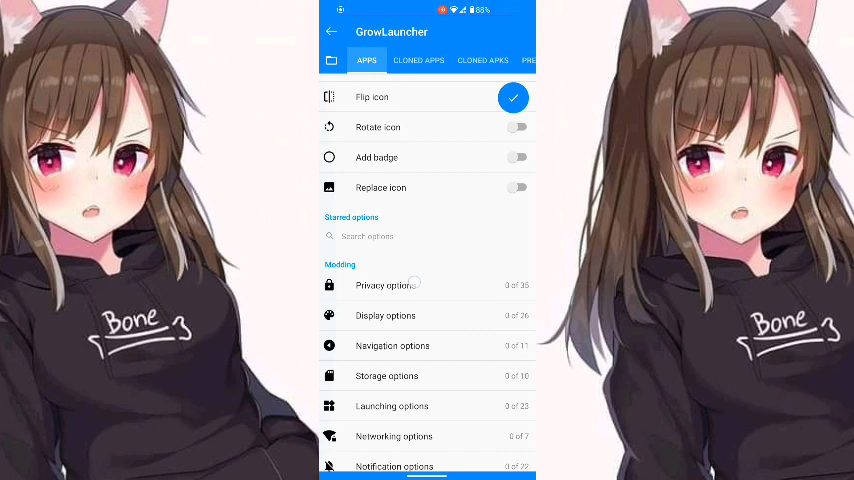 88%
GrowLauncher
APPS CLONED APPS CLONED APKS PRE
Flip icon
Rotate icon
Add badge
Replace icon
Starred options
Search options
Modding
Privacy options 0 of 35
Display options 0 of 26
Navigation options 0 of 11
Storage options 0 of 10
Launching options 0 of 23
Networking options 0 of 7
Notification options 0 of 22
Bone
Bone